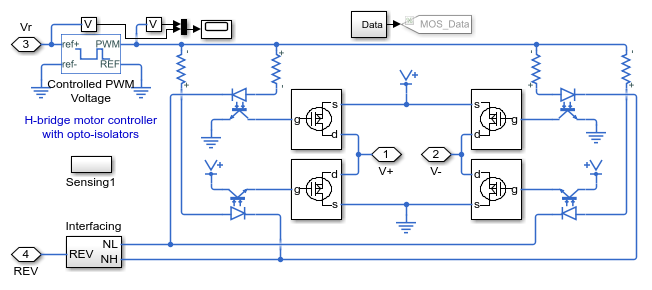 Vr
V
V
3
ref+
PWM
ref-
REF
Controlled PWM
Voltage
Data
MOS_Data
H-bridge motor controller
with opto-isolators
Sensing1
+
-
+
-
+
-
+
-
s
g
d
s
g
d
1
V+
2
V-
d
g
s
d
g
s
Interfacing
4
REV
REV
NL
NH